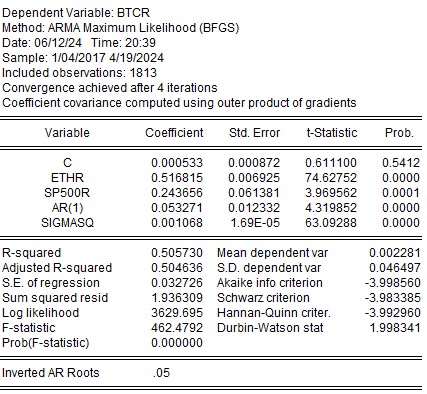 Dependent Variable: BTCR
Method: ARMA Maximum Likelihood (BFGS)
Date: 06/12/24 Time: 20:39
Sample: 1/04/2017 4/19/2024
Included observations: 1813
Convergence achieved after 4 iterations
Coefficient covariance computed using outer product of gradients
Variable Coefficient Std. Error t-Statistic Prob.
C 0.000533 0.000872 0.611100 0.5412
ETHR 0.516815 0.006925 74.62752 0.0000
SP500R 0.243656 0.061381 3.969562 0.0001
AR(1) 0.053271 0.012332 4.319852 0.0000
SIGMASQ 0.001068 1.69E-05 63.09288 0.0000
R-squared 0.505730 Mean dependent var 0.002281
Adjusted R-squared 0.504636 S.D. dependent var 0.046497
S.E. of regression 0.032726 Akaike info criterion -3.998560
Sum squared resid 1.936309 Schwarz criterion -3.983385
Log likelihood 3629.695 Hannan-Quinn criter. -3.992960
F-statistic 462.4792 Durbin-Watson stat 1.998341
Prob(F-statistic) 0.000000
Inverted AR Roots .05